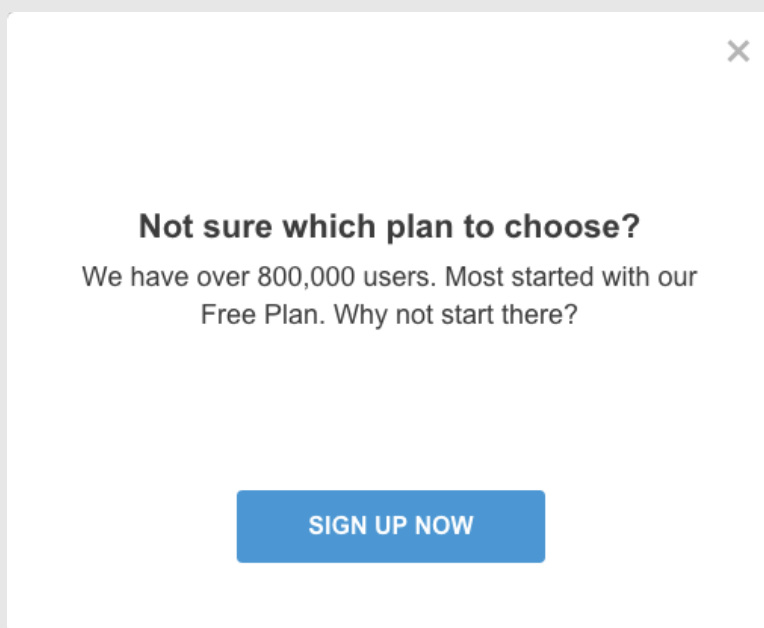 Not sure which plan to choose?
We have over 800,000 users. Most started with our
Free Plan. Why not start there?
SIGN UP NOW